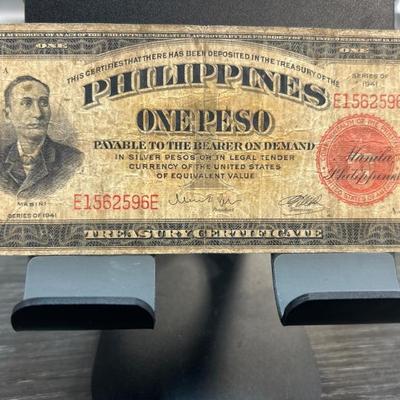 ONE
ONE
THIS CERTIFIES THAT THERE HAS BEEN DEPOSITED IN THE TREASURY OF THE
PHILIPPINES
SERIES OF
1941
E1562596E
ONE PESO
PAYABLE TO THE BEARER ON DEMAND
IN SILVER PESOS OR IN LEGAL TENDER
CURRENCY OF THE UNITED STATES
OF EQUIVALENT VALUE
Manila
Philippines
MABINI
SERIES OF 1941
E1562596E
President
TREASURY CERTIFICATE